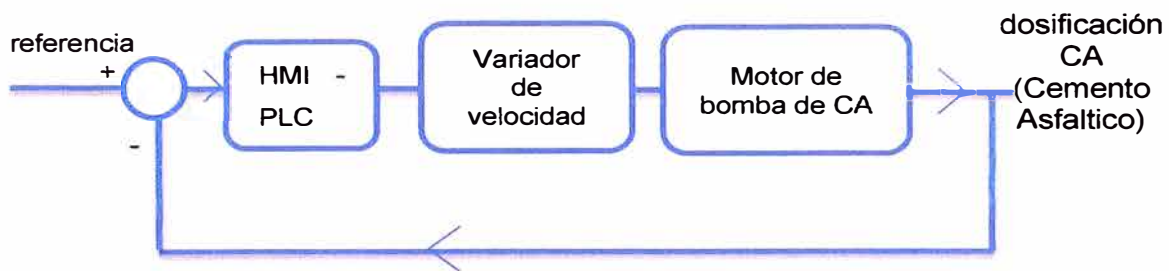 referencia
+
-
HMI -
PLC
Variador
de
velocidad
Motor de
bomba de CA
dosificación
CA
(Cemento
Asfaltico)